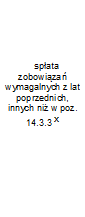 spłata
zobowiązań
wymagalnych z lat
poprzednich,
innych niż w poz.
14.3.3 x